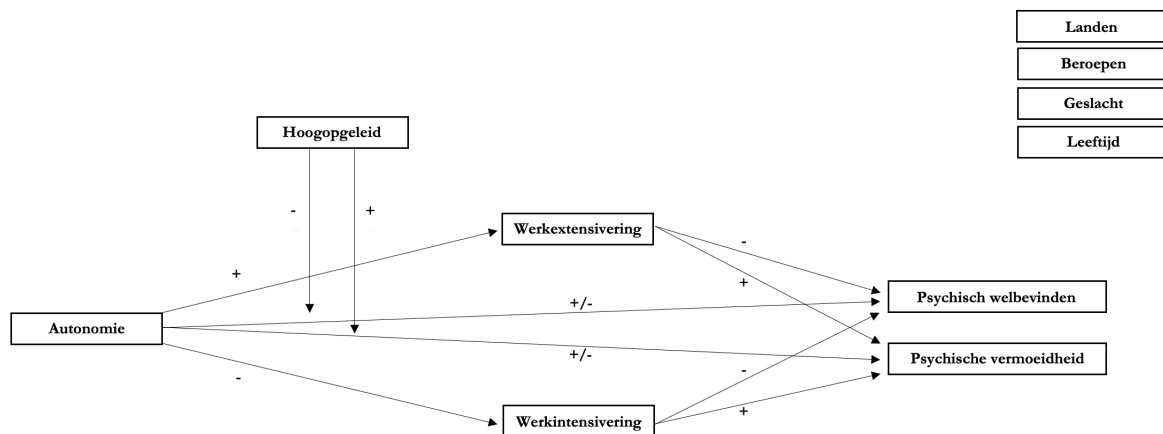 Landen
Beroepen
Geslacht
Leeftijd
Hoogopgeleid
-
+
Werkextensivering
-
+
+
+/-
Psychisch welbevinden
Autonomie
+/-
Psychische vermoeidheid
-
-
+
Werkintensivering